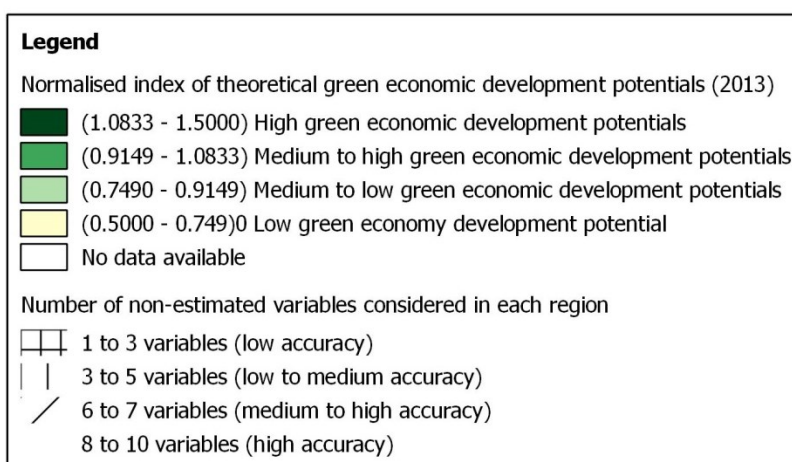 Legend
Normalised index of theoretical green economic development potentials (2013)
(1.0833 - 1.5000) High green economic development potentials
(0.9149 - 1.0833) Medium to high green economic development potentials
(0.7490 - 0.9149) Medium to low green economic development potentials
(0.5000 - 0.749)0 Low green economy development potential
No data available
Number of non-estimated variables considered in each region
1 to 3 variables (low accuracy)
3 to 5 variables (low to medium accuracy)
6 to 7 variables (medium to high accuracy)
8 to 10 variables (high accuracy)